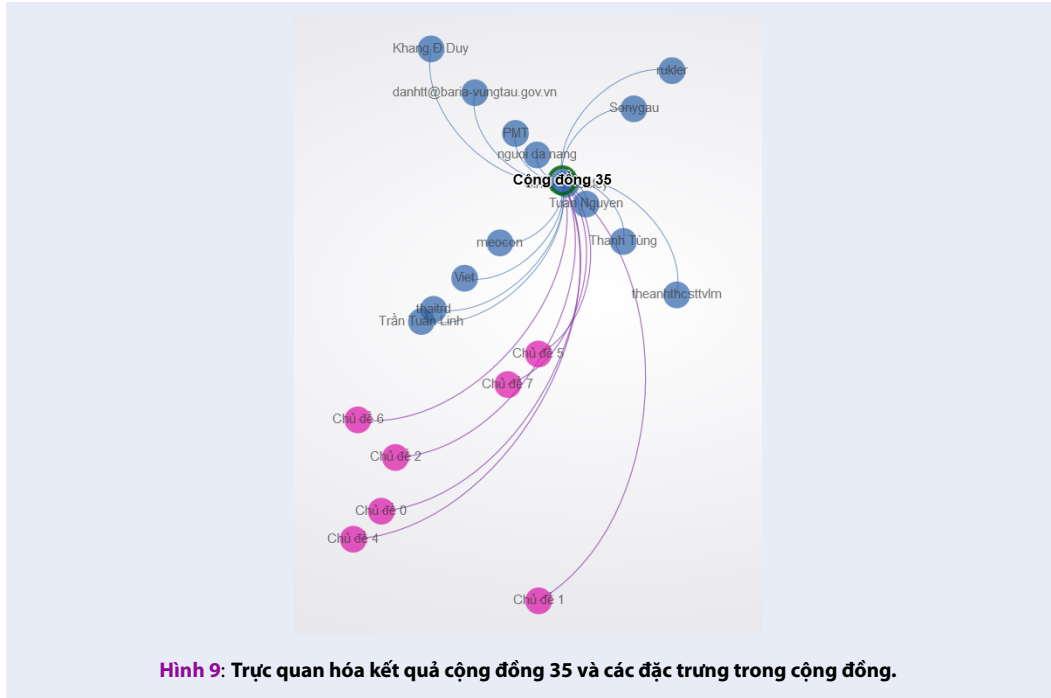 Khang Đ Duy
rukler
danhtt@baria-vungtau.gov.vn
Sonygau
PMT
nguoi da nang
Cộng đồng 35
Tuan Nguyen
meocon
Thanh Tùng
Viet
theanhthcsttvlm
thaitrd
Trần Tuấn Linh
Chủ đề 5
Chủ đề 7
Chủ đề 6
Chủ đề 2
Chủ đề 0
Chủ đề 4
Chủ đề 1
Hình 9: Trực quan hóa kết quả cộng đồng 35 và các đặc trưng trong cộng đồng.